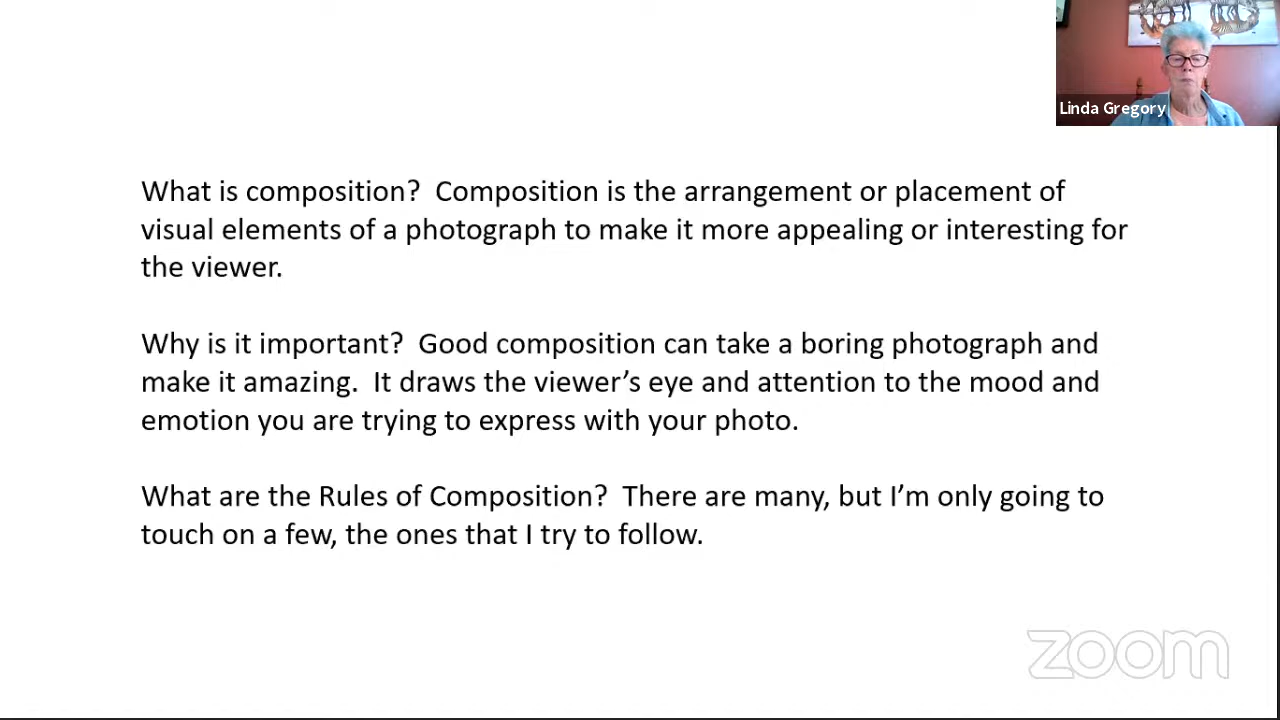 Linda Gregory
What is composition?  Composition is the arrangement or placement of
visual elements of a photograph to make it more appealing or interesting for
the viewer.
Why is it important?  Good composition can take a boring photograph and
make it amazing.  It draws the viewer’s eye and attention to the mood and
emotion you are trying to express with your photo.
What are the Rules of Composition?  There are many, but I’m only going to
touch on a few, the ones that I try to follow.
zoom